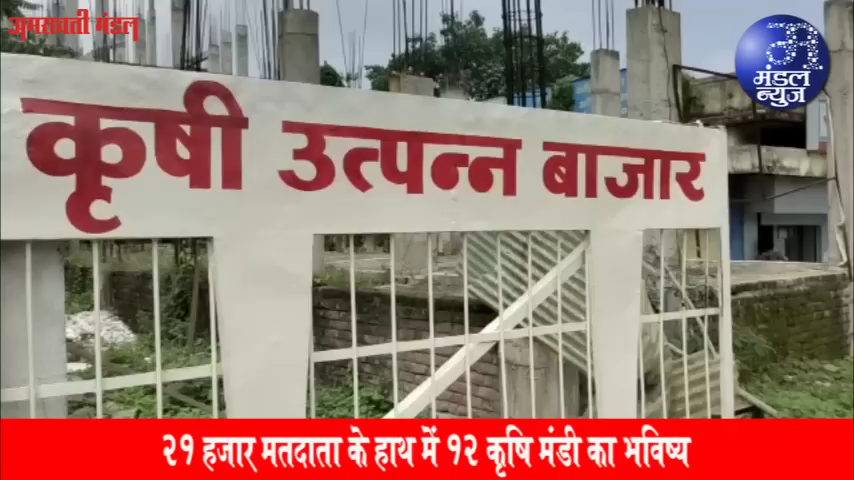 अमरावती मंडल
मंडल
न्युज
कृषी उत्पन्न बाजार
२१ हजार मतदाता के हाथ में १२ कृषि मंडी का भविष्य